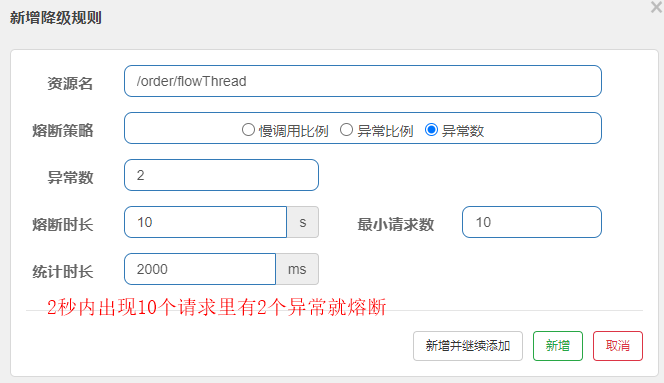 新增降级规则
资源名 /order/flowThread
熔断策略 慢调用比例 异常比例 异常数
异常数 2
熔断时长 10 s 最小请求数 10
统计时长 2000 ms
2秒内出现10个请求里有2个异常就熔断
新增并继续添加 新增 取消